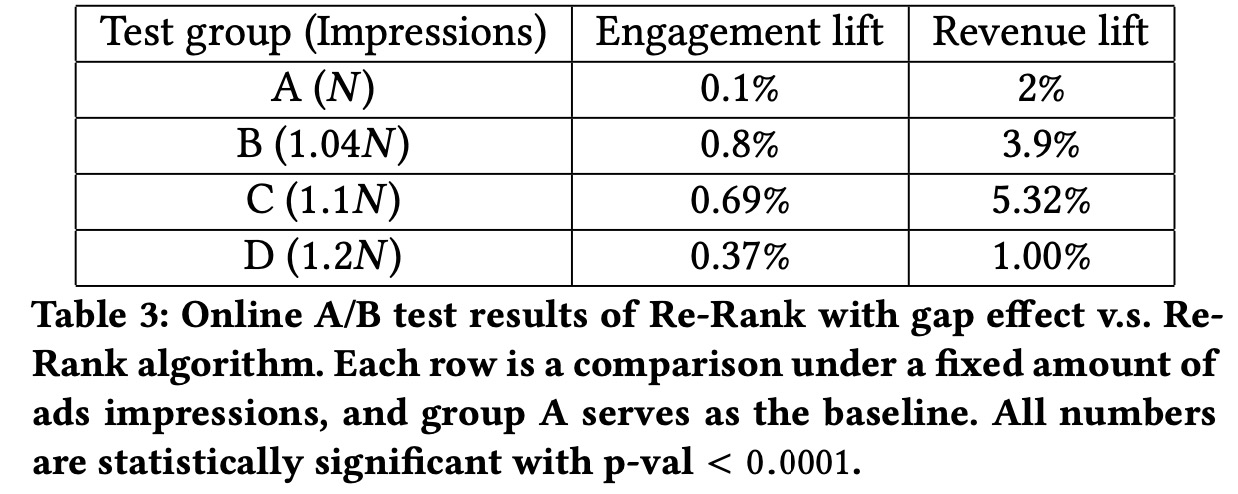 Test group (Impressions) Engagement lift Revenue lift
A (N) 0.1% 2%
B (1.04N) 0.8% 3.9%
C (1.1N) 0.69% 5.32%
D (1.2N) 0.37% 1.00%
Table 3: Online A/B test results of Re-Rank with gap effect v.s. Re-
Rank algorithm. Each row is a comparison under a fixed amount of
ads impressions, and group A serves as the baseline. All numbers
are statistically significant with p-val < 0.0001.